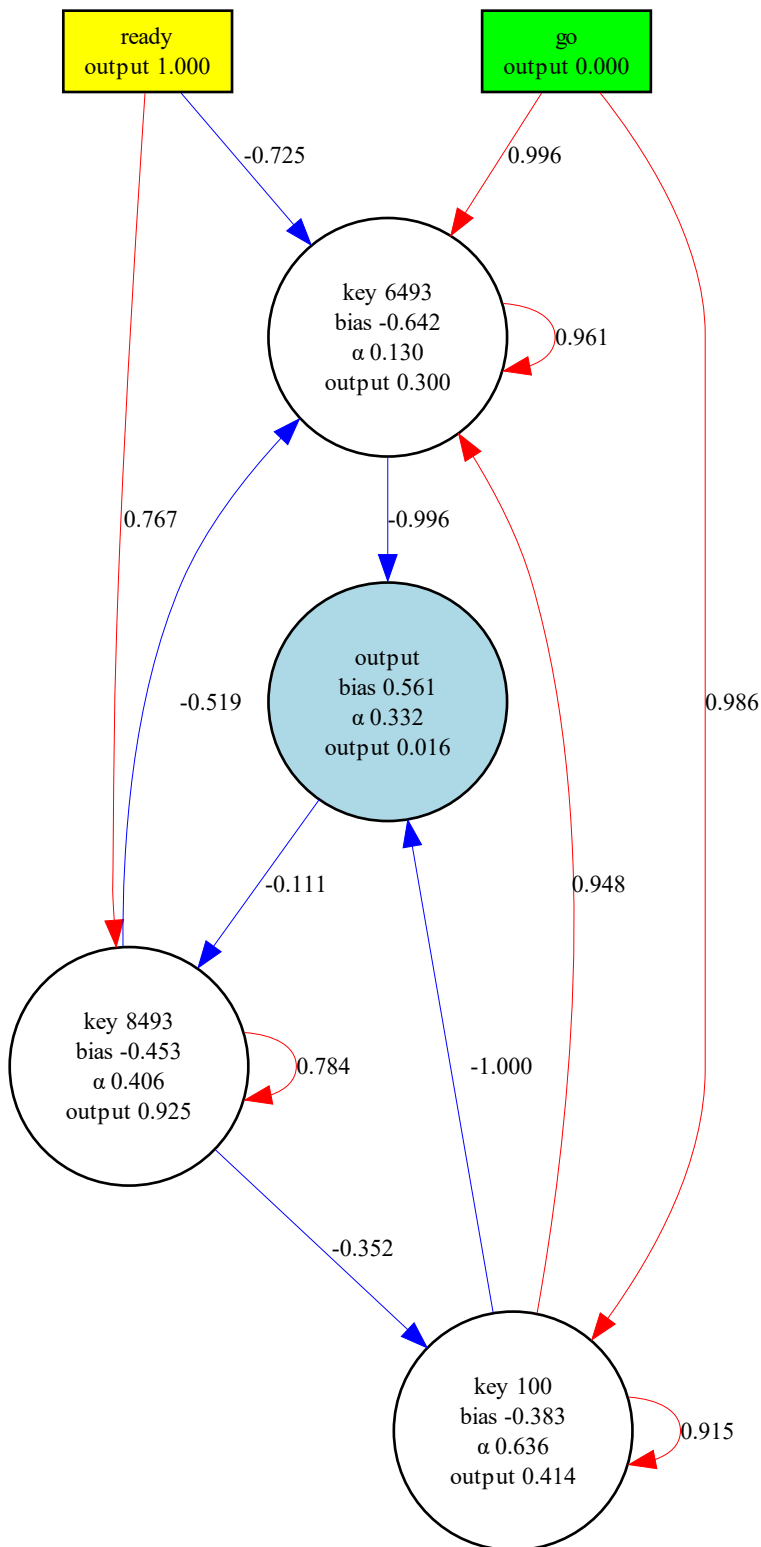 ready
output 1.000
go
output 0.000
-0.725
0.996
key 6493
bias -0.642
α 0.130
output 0.300
0.961
0.767
-0.996
output
bias 0.561
α 0.332
output 0.016
-0.519
0.986
-0.111
0.948
key 8493
bias -0.453
α 0.406
output 0.925
0.784
-1.000
-0.352
key 100
bias -0.383
α 0.636
output 0.414
0.915